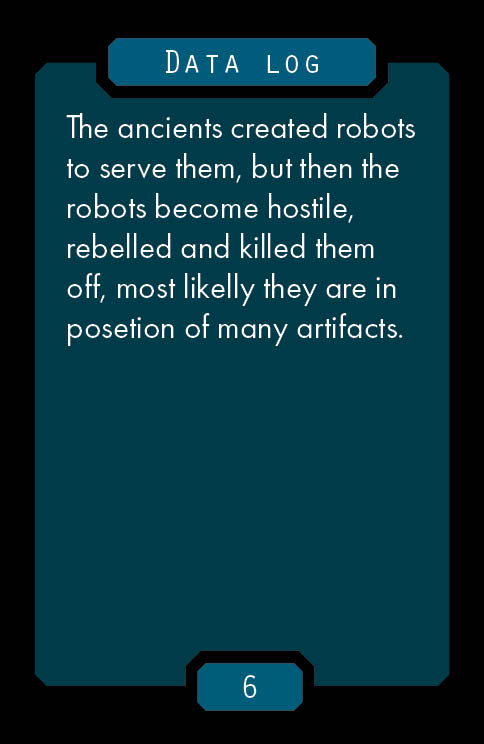 DATA LOG
The ancients created robots
to serve them, but then the
robots become hostile,
rebelled and killed them
off, most likelly they are in
posetion of many artifacts.
6